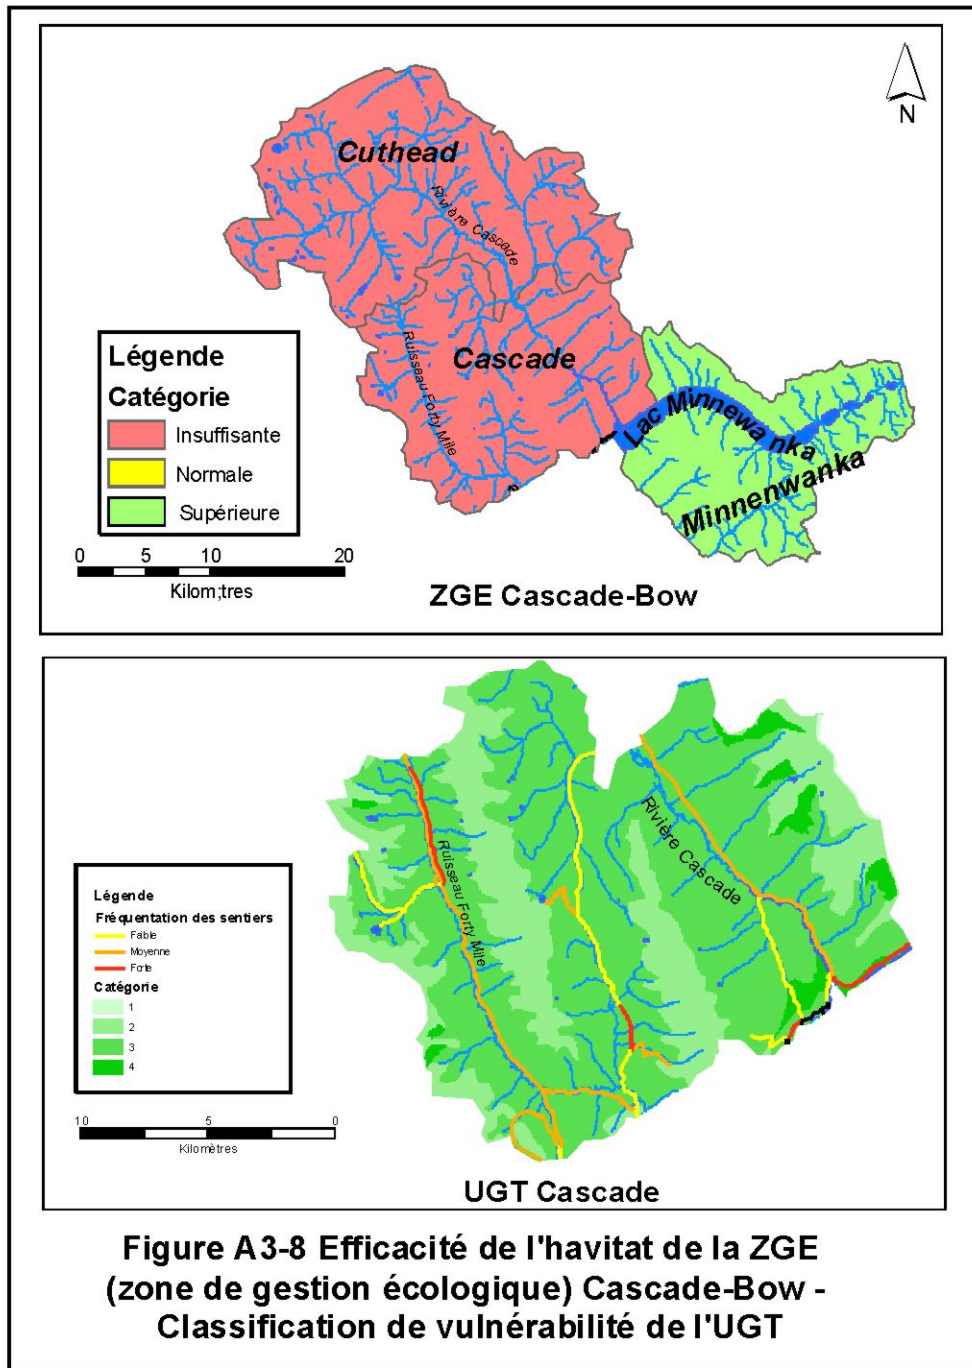 N
Cuthead
Rivière Cascade
Cascade
Ruisseau Forty Mile
Lac Minnewanka
Minnenwanka
Légende
Catégorie
Insuffisante
Normale
Supérieure
0 5 10 20
Kilom;tres
ZGE Cascade-Bow
Rivière Cascade
Ruisseau Forty Mile
Légende
Fréquentation des sentiers
Faible
Moyenne
Forte
Catégorie
1
2
3
4
10 5 0
Kilomètres
UGT Cascade
Figure A3-8 Efficacité de l'havitat de la ZGE
(zone de gestion écologique) Cascade-Bow -
Classification de vulnérabilité de l'UGT